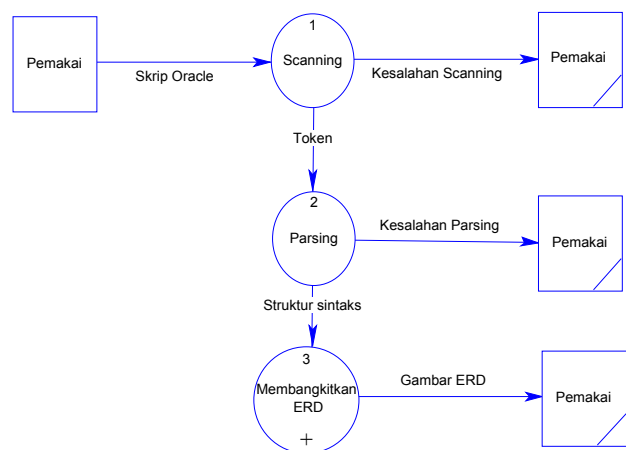 1
Pemakai
Scanning
Pemakai
Skrip Oracle
Kesalahan Scanning
Token
2
Parsing
Kesalahan Parsing
Pemakai
Struktur sintaks
3
Membangkitkan
ERD
Gambar ERD
Pemakai
+